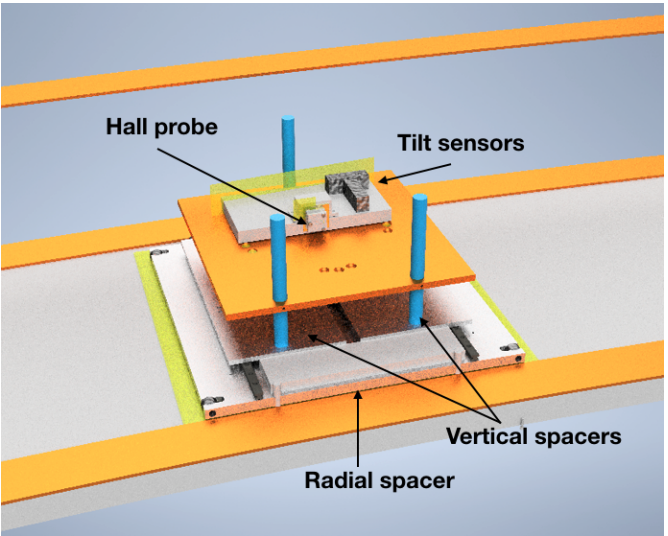 Hall probe
Tilt sensors
Vertical spacers
Radial spacer